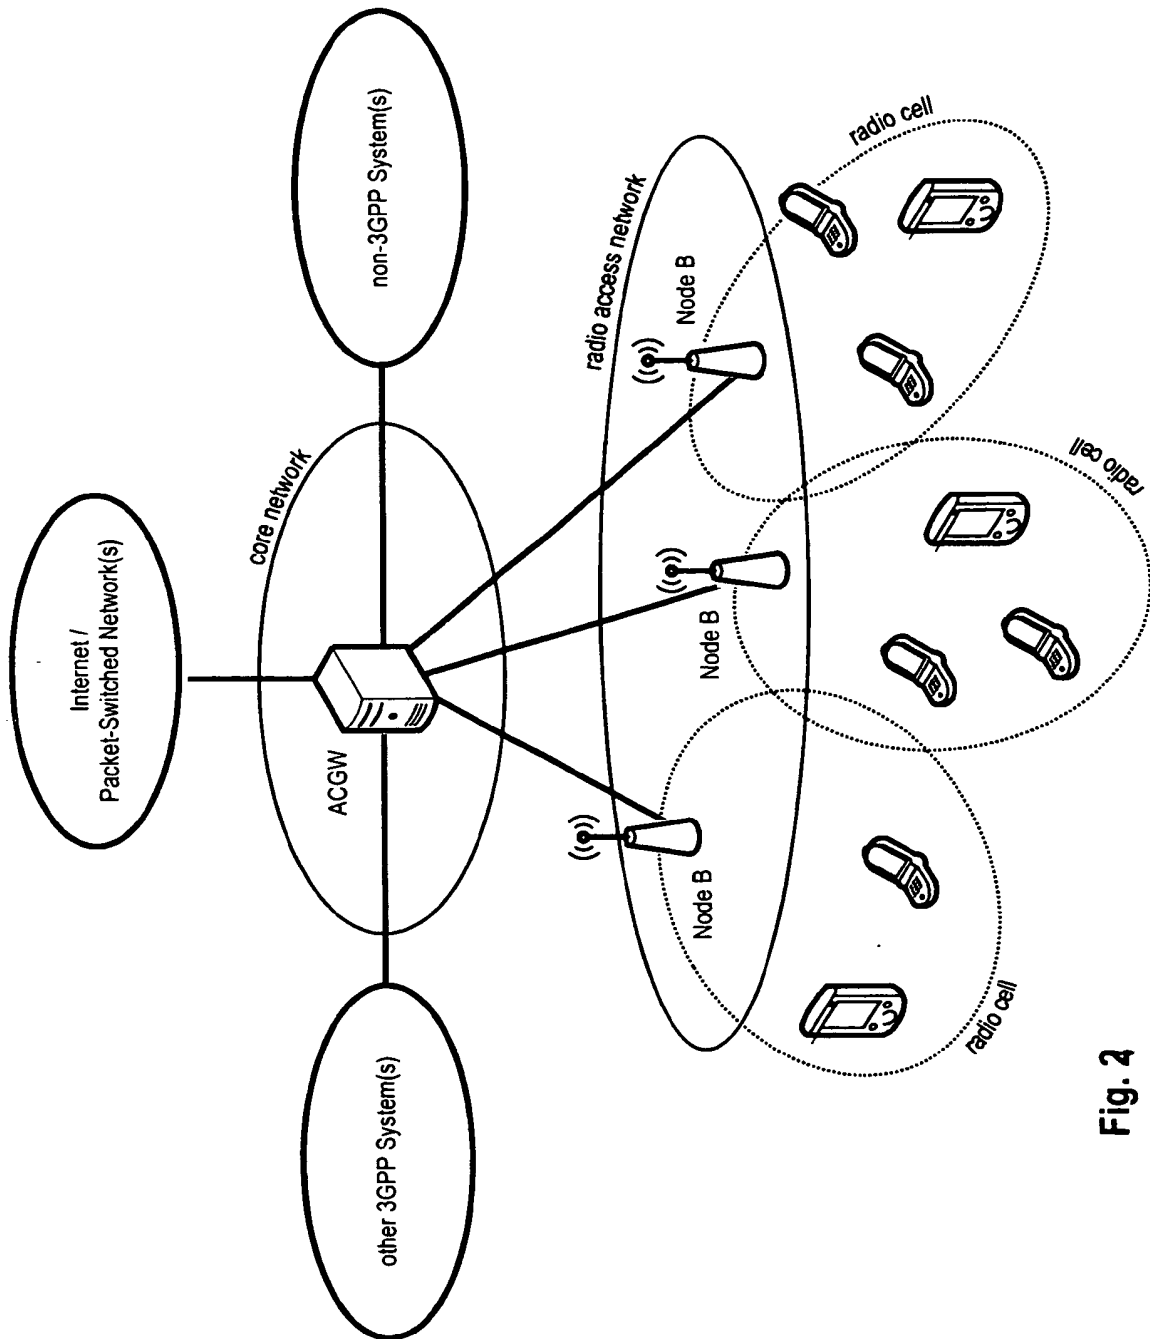 Internet /
Packet-Switched Network(s)
core network
ACGW
other 3GPP System(s)
non-3GPP System(s)
radio access network
Node B
Node B
Node B
radio cell
radio cell
radio cell
Fig. 2